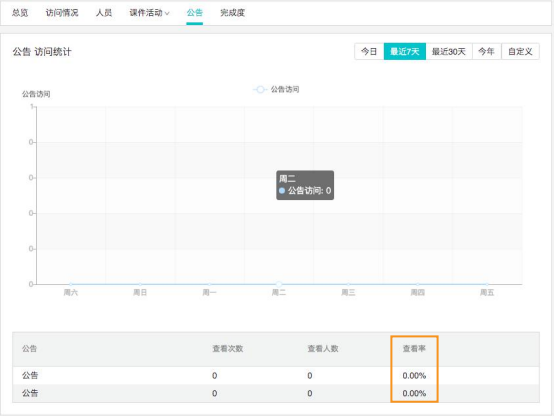 总览 访问情况 人员 课件活动 公告 完成度
公告 访问统计 今日 最近7天 最近30天 今年 自定义
公告访问 公告访问
1
0
0
0
0
0
周二
公告访问: 0
周六 周日 周一 周二 周三 周四 周五
公告 查看次数 查看人数 查看率
公告 0 0 0.00%
公告 0 0 0.00%